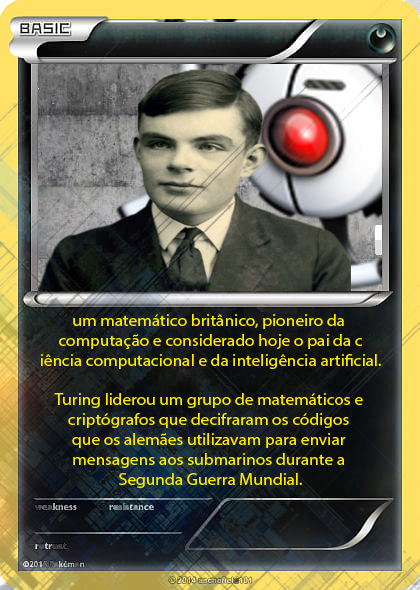 BASIC
um matemático britânico, pioneiro da
computação e considerado hoje o pai da c
iência computacional e da inteligência artificial.
Turing liderou um grupo de matemáticos e
criptógrafos que decifraram os códigos
que os alemães utilizavam para enviar
mensagens aos submarinos durante a
Segunda Guerra Mundial.
weakness resistance
retreat